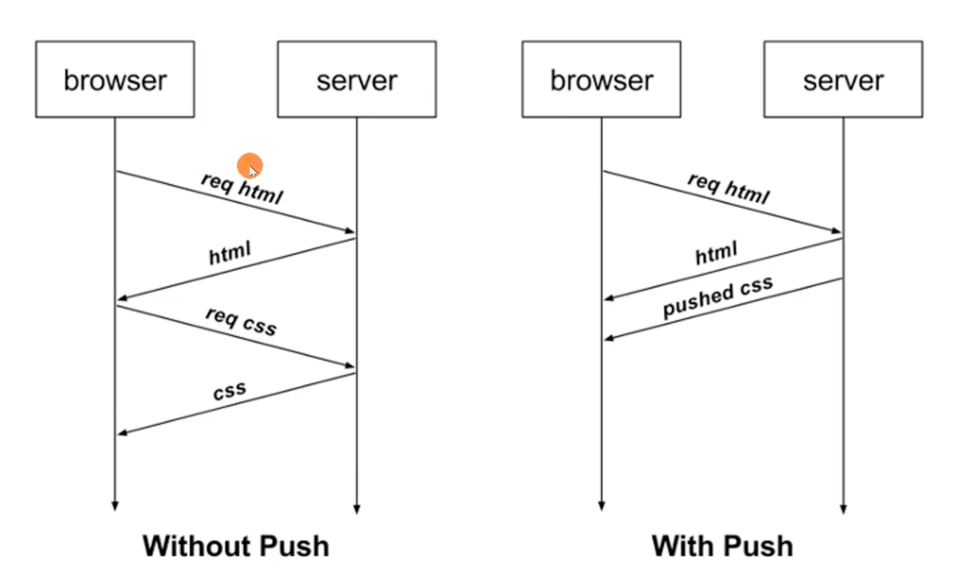 browser
server
req html
html
req css
css
Without Push
browser
server
req html
html
pushed css
With Push